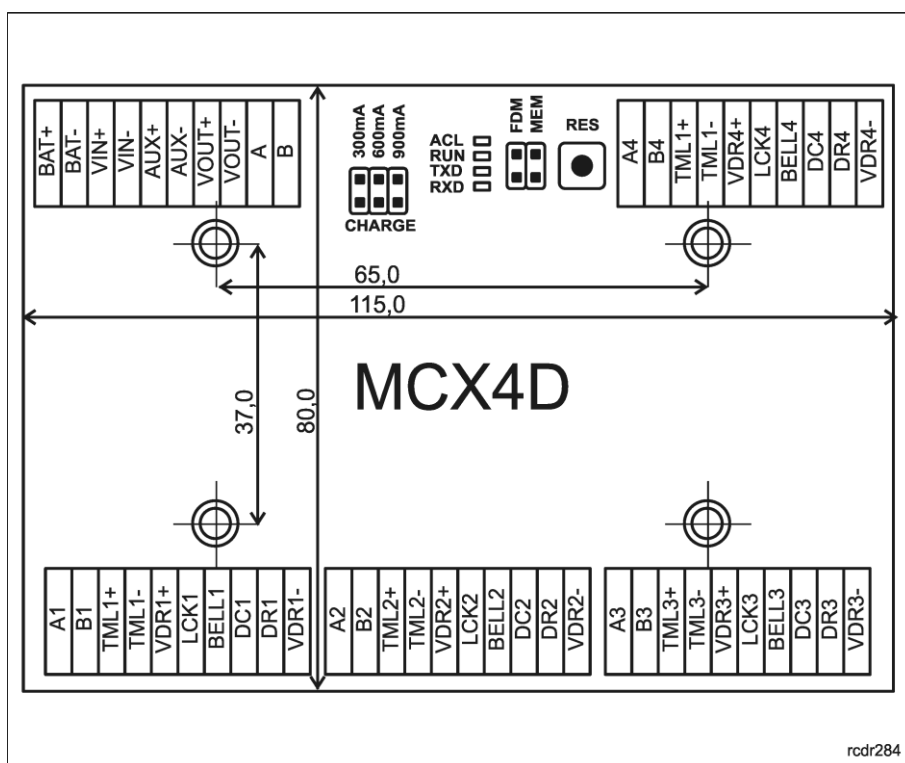 BAT+
BAT-
VIN+
VIN-
AUX+
AUX-
VOUT+
VOUT-
A
B
300mA
600mA
900mA
CHARGE
ACL
RUN
TXD
RXD
FDM
MEM
RES
A4
B4
TML1+
TML1-
VDR4+
LCK4
BELL4
DC4
DR4
VDR4-
65,0
115,0
37,0
80,0
MCX4D
A1
B1
TML1+
TML1-
VDR1+
LCK1
BELL1
DC1
DR1
VDR1-
A2
B2
TML2+
TML2-
VDR2+
LCK2
BELL2
DC2
DR2
VDR2-
A3
B3
TML3+
TML3-
VDR3+
LCK3
BELL3
DC3
DR3
VDR3-
rcdr284